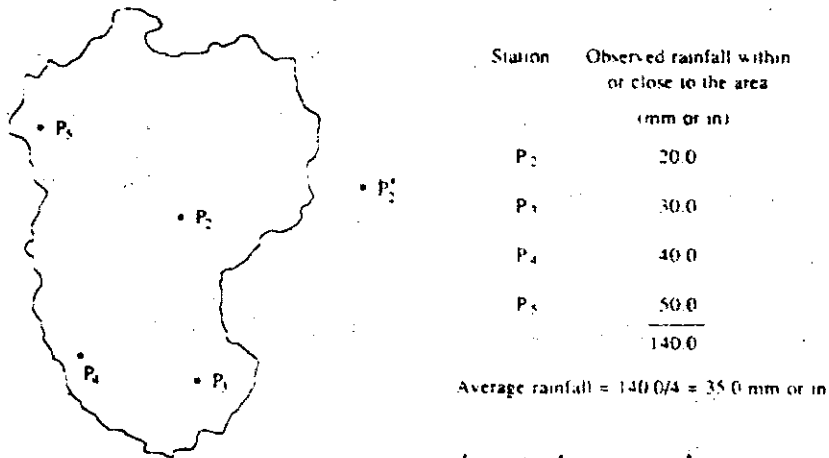 Station Observed rainfall within
or close to the area
(mm or in)
P2 20.0
P3 30.0
P4 40.0
P5 50.0
140.0
Average rainfall = 140.0/4 = 35.0 mm or in
P5
P2
P2
P4
P3